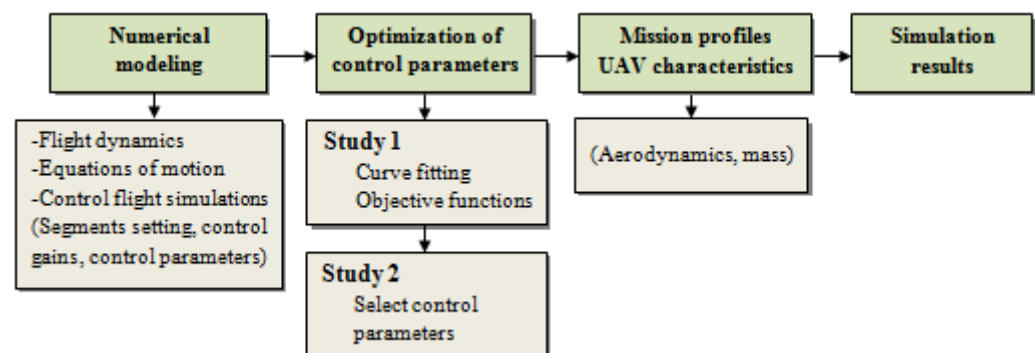 Numerical
modeling
Optimization of
control parameters
Mission profiles
UAV characteristics
Simulation
results
-Flight dynamics
-Equations of motion
-Control flight simulations
(Segments setting, control
gains, control parameters)
Study 1
Curve fitting
Objective functions
Study 2
Select control
parameters
(Aerodynamics, mass)